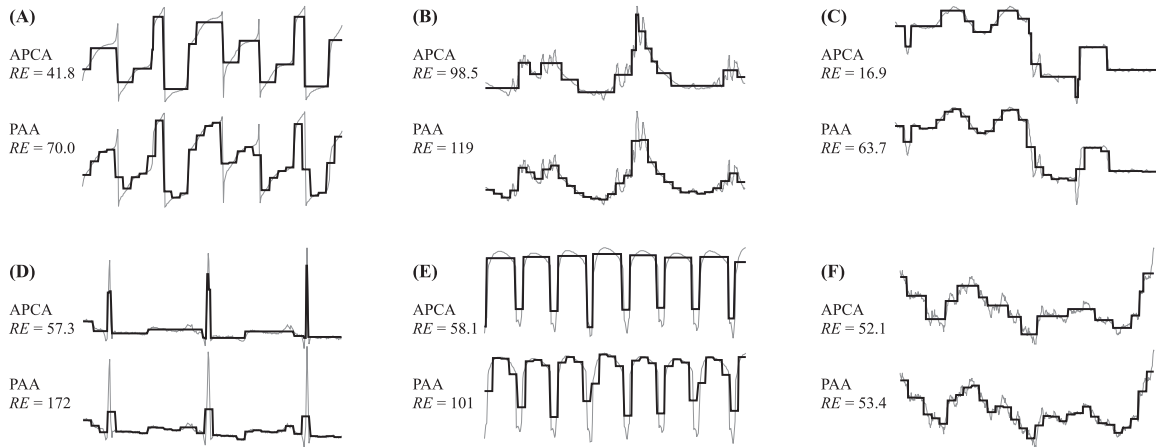 (A)
APCA
RE = 41.8
PAA
RE = 70.0
(B)
APCA
RE = 98.5
PAA
RE = 119
(C)
APCA
RE = 16.9
PAA
RE = 63.7
(D)
APCA
RE = 57.3
PAA
RE = 172
(E)
APCA
RE = 58.1
PAA
RE = 101
(F)
APCA
RE = 52.1
PAA
RE = 53.4